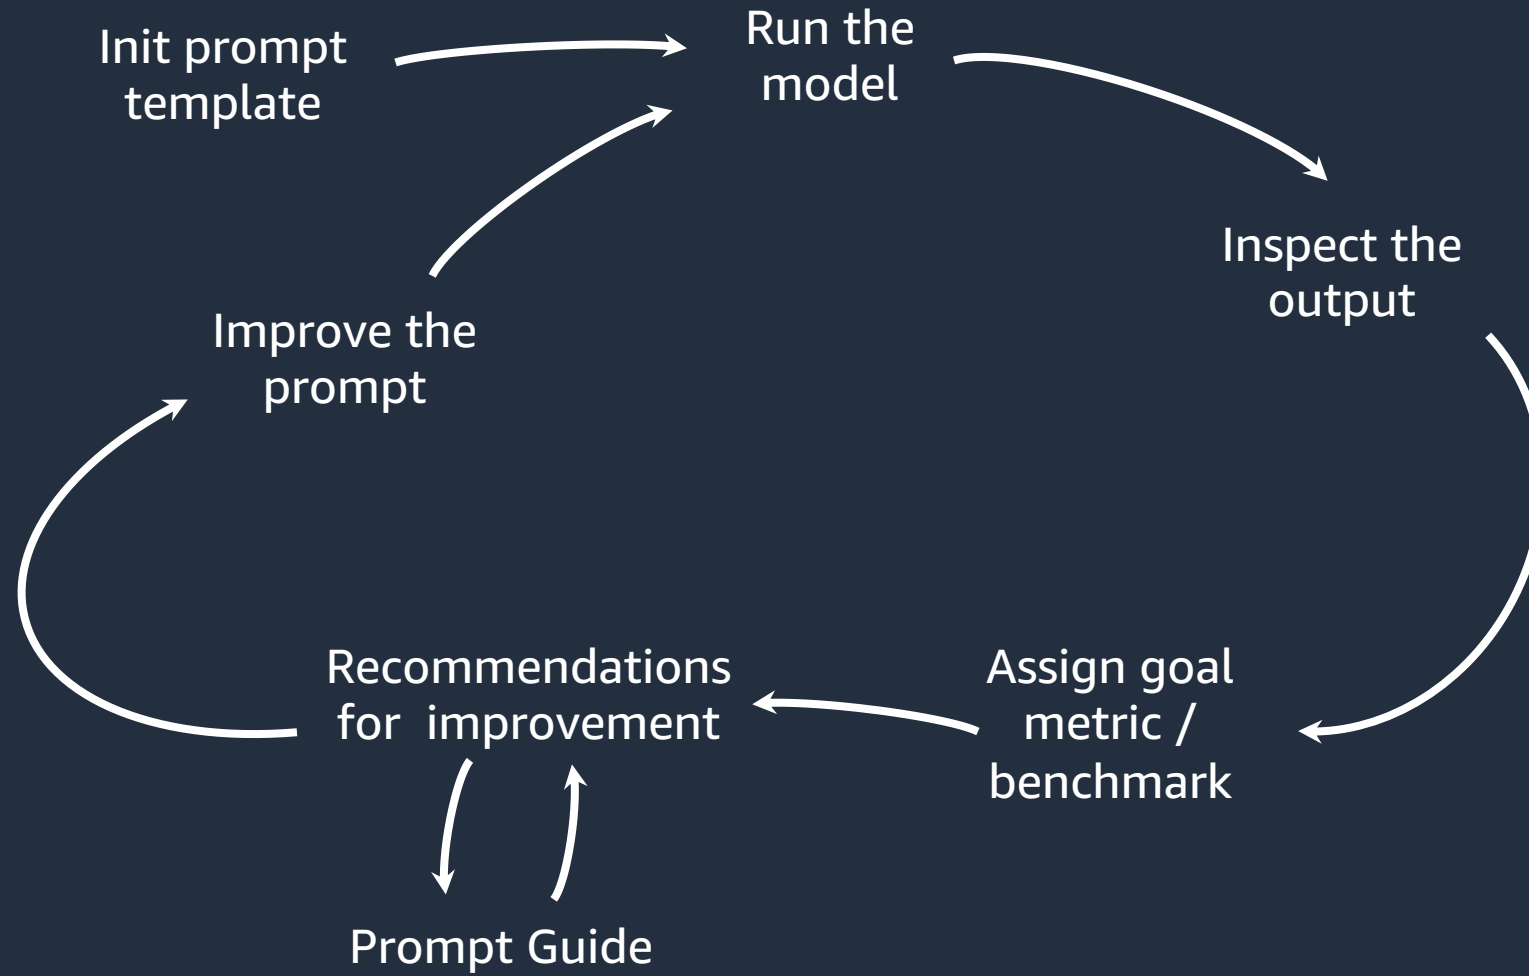 Init prompt
template
Run the
model
Inspect the
output
Improve the
prompt
Recommendations
for  improvement
Assign goal
metric /
benchmark
Prompt Guide